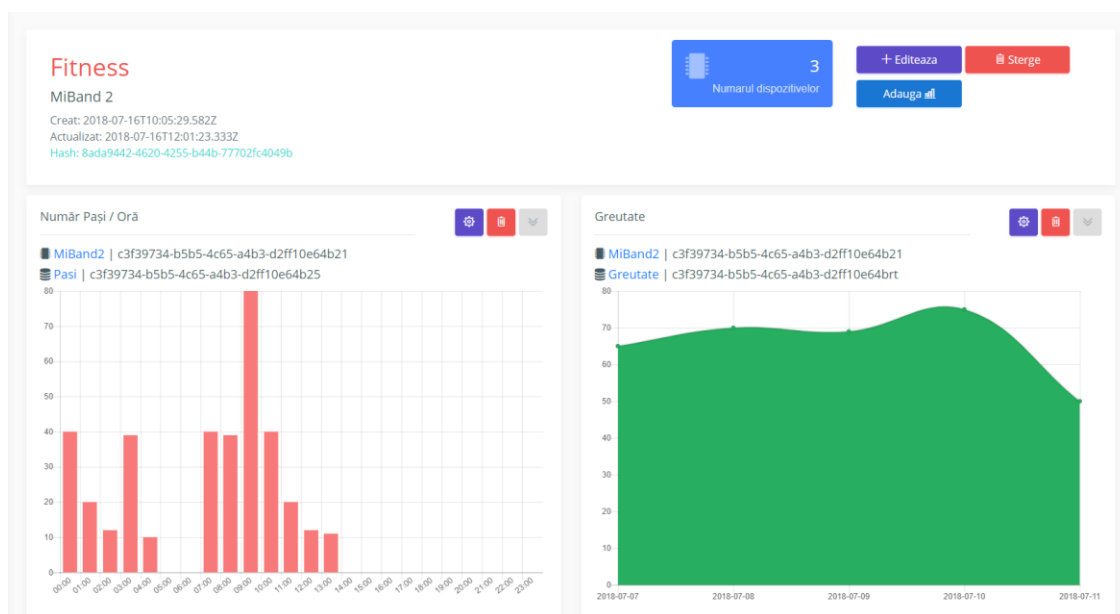 Fitness
MiBand 2
Creat: 2018-07-16T10:05:29.582Z
Actualizat: 2018-07-16T12:01:23.333Z
Hash: 8ada9442-4620-4255-b44b-77702fc4049b
3
Numarul dispozitivelor
+ Editeaza
Sterge
Adauga
Număr Pași / Oră
MiBand2 | c3f39734-b5b5-4c65-a4b3-d2ff10e64b21
Pasi | c3f39734-b5b5-4c65-a4b3-d2ff10e64b25
80
70
60
50
40
30
20
10
0
00:00 01:00 02:00 03:00 04:00 05:00 06:00 07:00 08:00 09:00 10:00 11:00 12:00 13:00 14:00 15:00 16:00 17:00 18:00 19:00 20:00 21:00 22:00 23:00
Greutate
MiBand2 | c3f39734-b5b5-4c65-a4b3-d2ff10e64b21
Greutate | c3f39734-b5b5-4c65-a4b3-d2ff10e64brt
80
70
60
50
40
30
20
10
0
2018-07-07 2018-07-08 2018-07-09 2018-07-10 2018-07-11